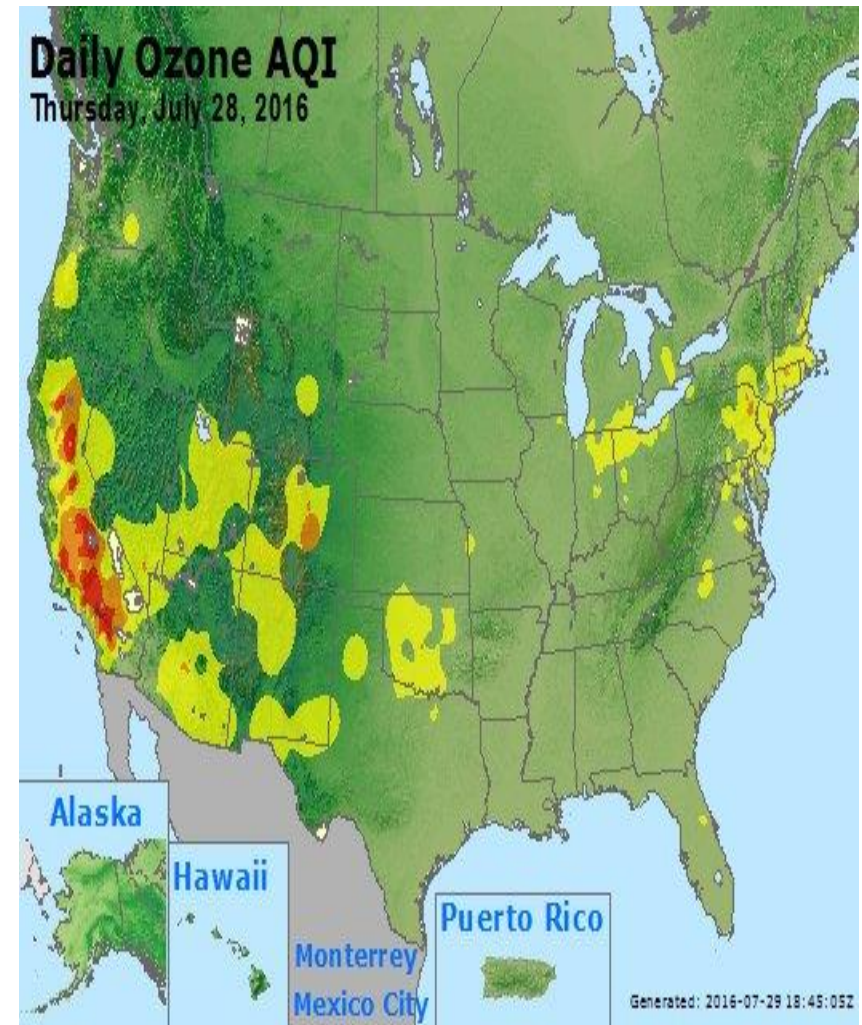 Daily Ozone AQI
Thursday, July 28, 2016
Alaska
Hawaii
Monterrey
Mexico City
Puerto Rico
Generated: 2016-07-29 18:45:05Z